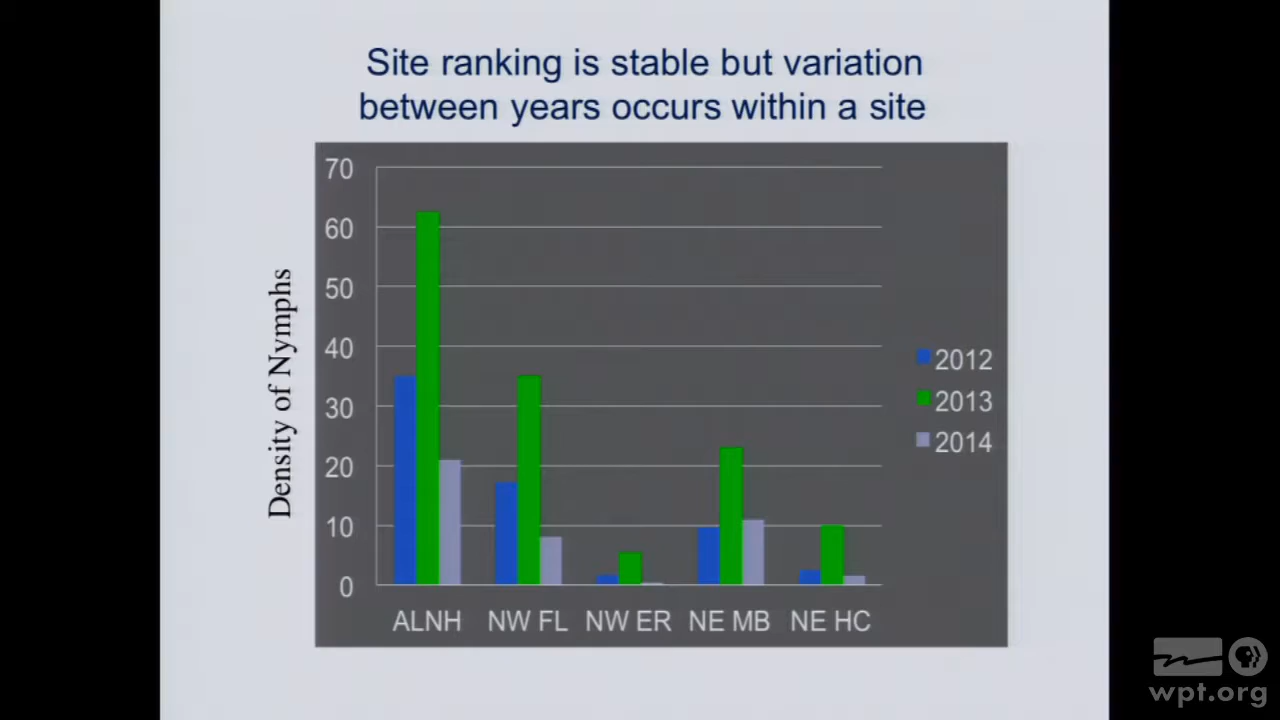 Site ranking is stable but variation
between years occurs within a site
Density of Nymphs
70
60
50
40
30
20
10
0
ALNH NW FL NW ER NE MB NE HC
2012
2013
2014
wpt.org